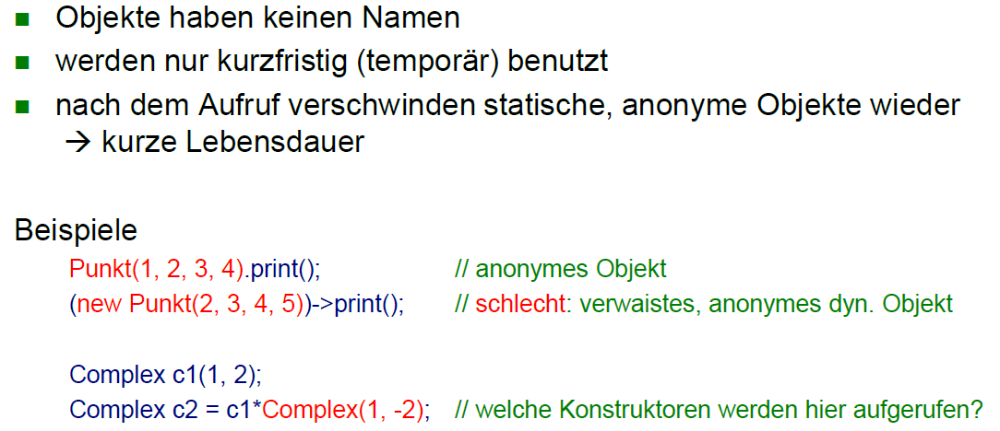 ■ Objekte haben keinen Namen
■ werden nur kurzfristig (temporär) benutzt
■ nach dem Aufruf verschwinden statische, anonyme Objekte wieder
→ kurze Lebensdauer
Beispiele
Punkt(1, 2, 3, 4).print(); // anonymes Objekt
(new Punkt(2, 3, 4, 5))->print(); // schlecht: verwaistes, anonymes dyn. Objekt
Complex c1(1, 2);
Complex c2 = c1*Complex(1, -2); // welche Konstruktoren werden hier aufgerufen?